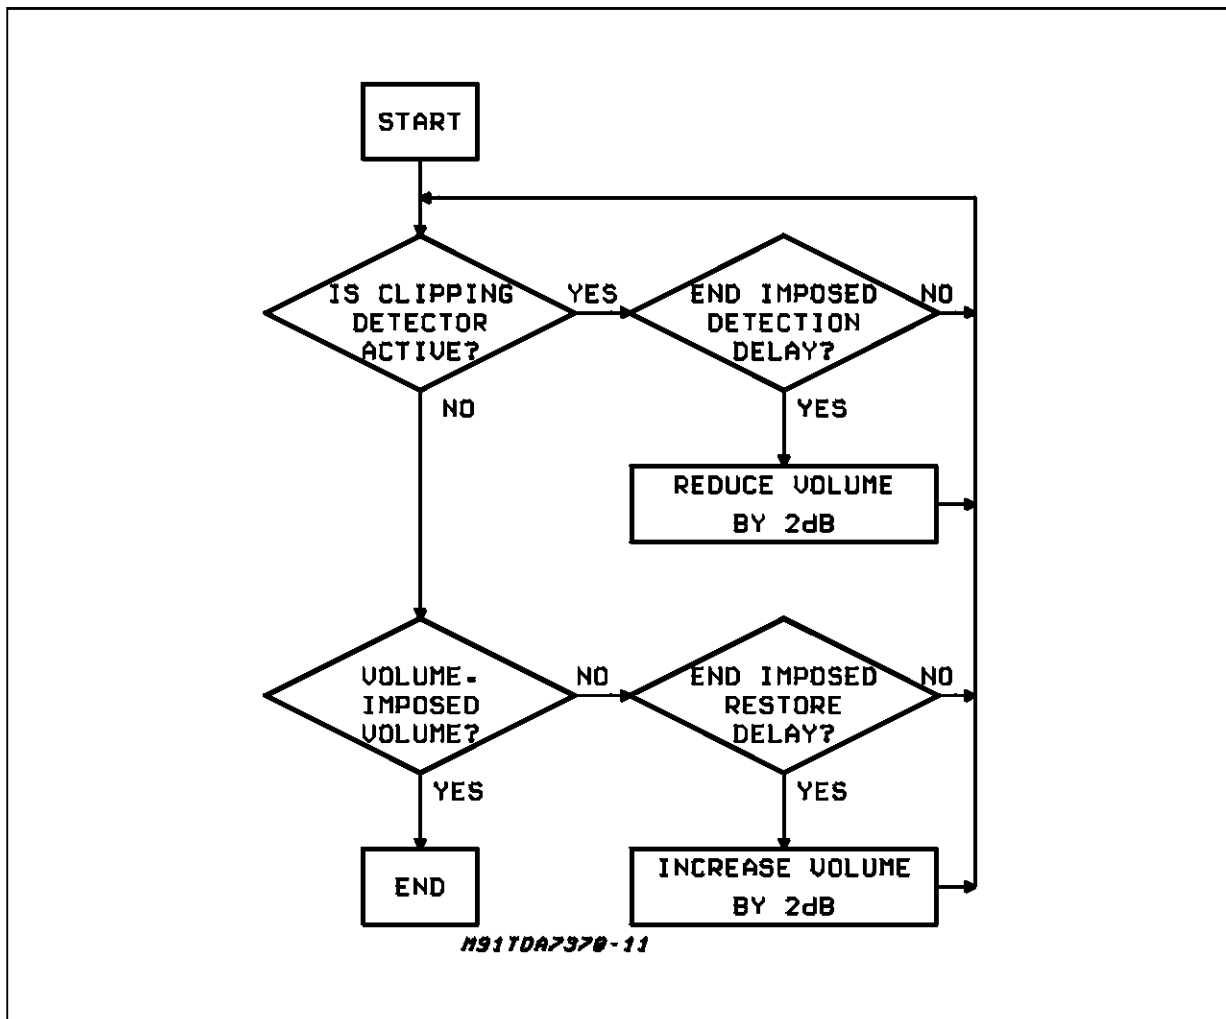 START
IS CLIPPING
DETECTOR
ACTIVE?
YES
END IMPOSED
DETECTION
DELAY?
NO
NO
YES
REDUCE VOLUME
BY 2dB
VOLUME=
IMPOSED
VOLUME?
NO
END IMPOSED
RESTORE
DELAY?
NO
YES
YES
END
INCREASE VOLUME
BY 2dB
M91TDA7370-11